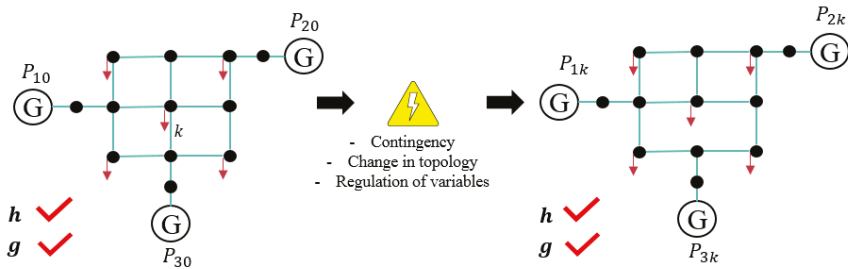 P₂₀
G
P₁₀
G
k
h
g
G
P₃₀
- Contingency
- Change in topology
- Regulation of variables
P₂ₖ
G
P₁ₖ
G
h
g
G
P₃ₖ